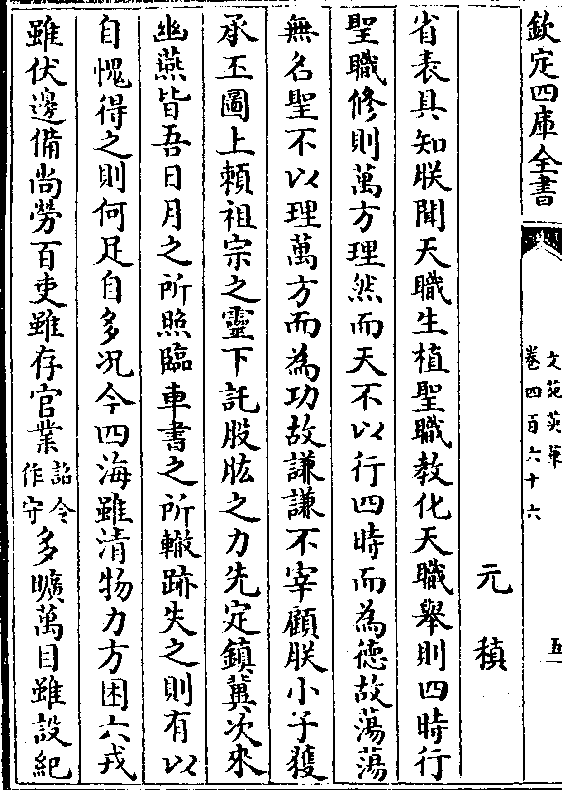 欽定四庫全書
文苑英華
卷四百六十六
五
元稹
省表具知朕聞天職生植聖職教化天職舉則四時行
聖職修則萬方理然而天不以行四時而為德故蕩蕩
無名聖不以理萬方而為功故謙謙不宰顧朕小子獲
承丕圖上賴祖宗之靈下託股肱之力先定鎮冀次來
幽燕皆吾日月之所照臨車書之所轍跡失之則有以
自愧得之則何足自多况今四海雖清物力方困六戎
雖伏邊備尚勞百吏雖存官業詔令作守多曠萬目雖設紀